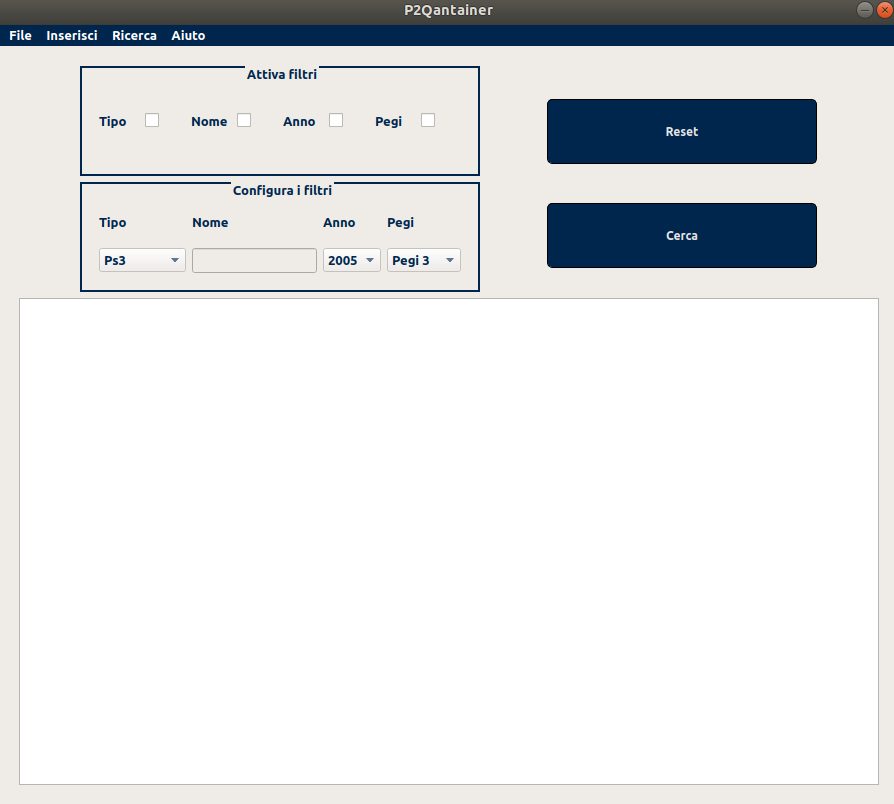 P2Qantainer
File Inserisci Ricerca Aiuto
Attiva filtri
Tipo Nome Anno Pegi
Configura i filtri
Tipo Nome Anno Pegi
Ps3 2005 Pegi 3
Reset
Cerca